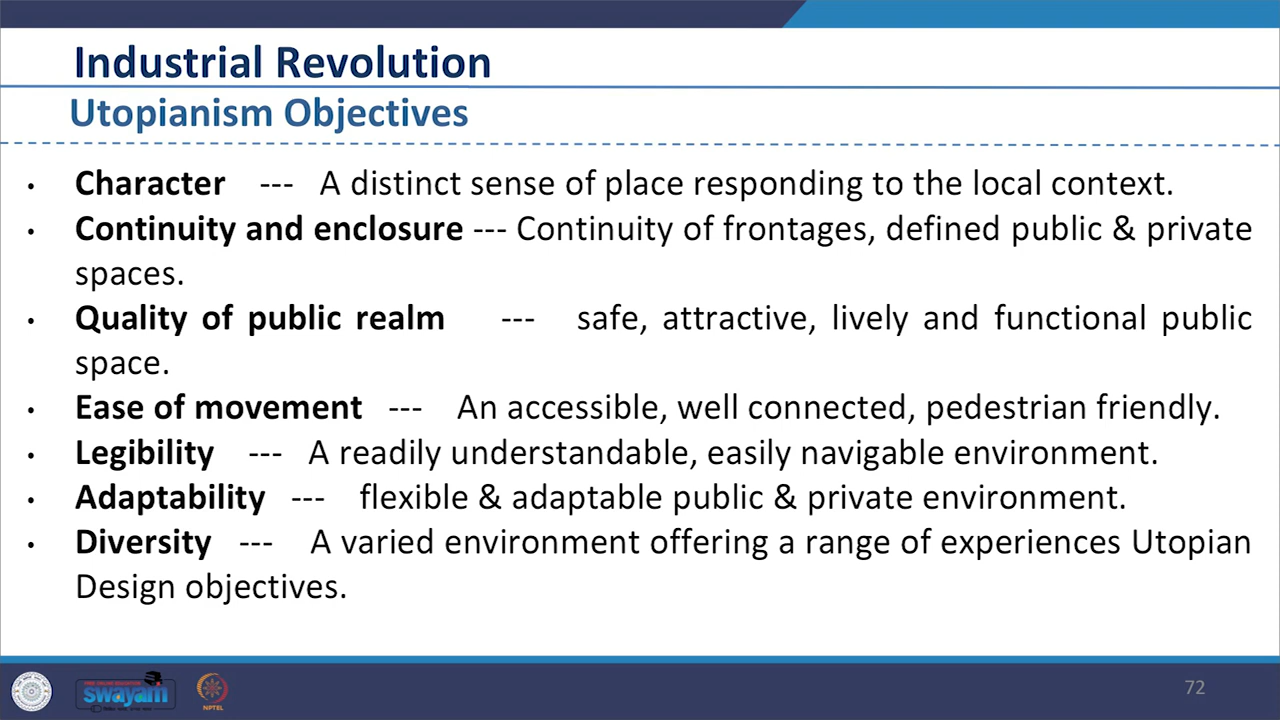 Industrial Revolution
Utopianism Objectives
• Character --- A distinct sense of place responding to the local context.
• Continuity and enclosure --- Continuity of frontages, defined public & private
spaces.
• Quality of public realm --- safe, attractive, lively and functional public
space.
• Ease of movement --- An accessible, well connected, pedestrian friendly.
• Legibility --- A readily understandable, easily navigable environment.
• Adaptability --- flexible & adaptable public & private environment.
• Diversity --- A varied environment offering a range of experiences Utopian
Design objectives.
swayam
NPTEL
72